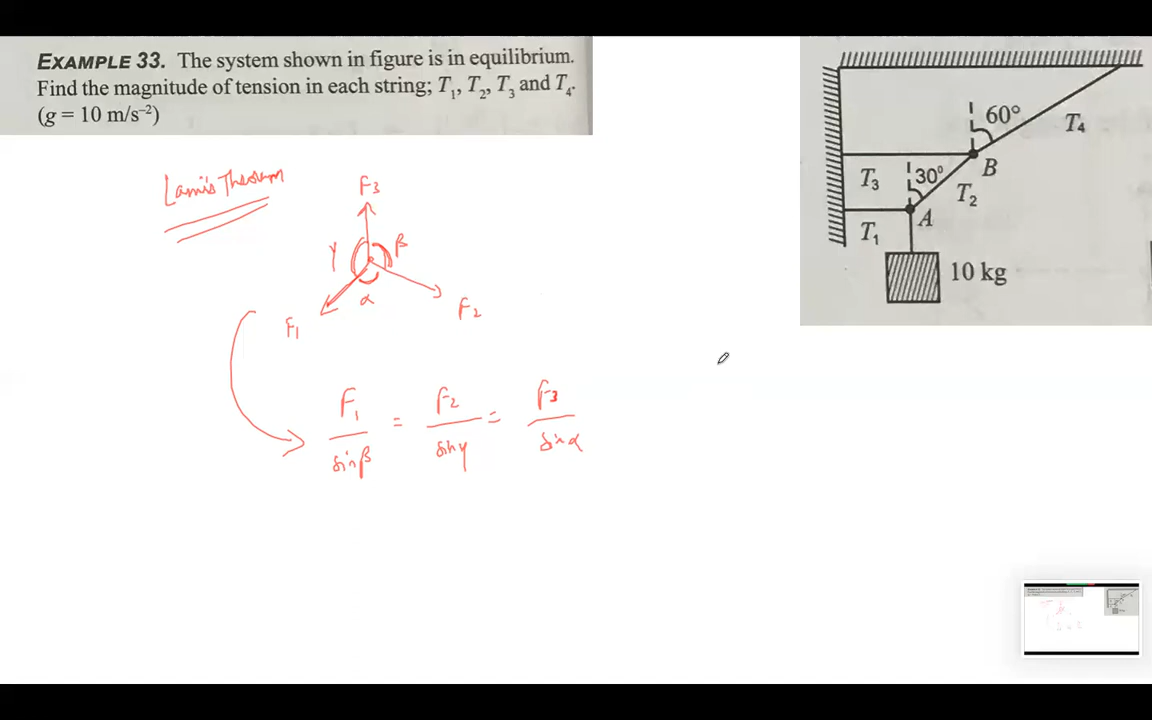 EXAMPLE 33. The system shown in figure is in equilibrium.
Find the magnitude of tension in each string; T₁, T₂, T₃ and T₄.
(g = 10 m/s⁻²)
Lami's Theorem
F₃
γ
β
α
F₁
F₂
F₁/sinβ = F₂/sinγ = F₃/sinα
60°
T₄
B
T₃
30°
T₂
A
T₁
10 kg